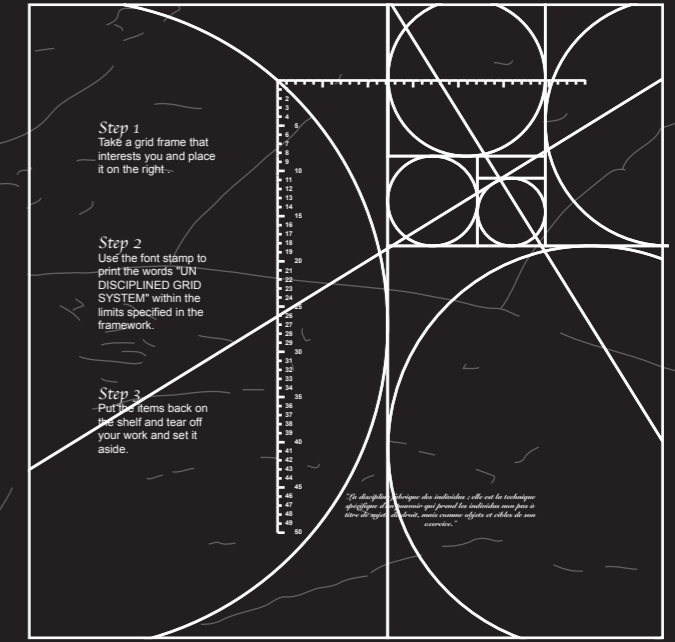 Step 1
Take a grid frame that
interests you and place
it on the right .
Step 2
Use the font stamp to
print the words "UN
DISCIPLINED GRID
SYSTEM" within the
limits specified in the
framework.
Step 3
Put the items back on
the shelf and tear off
your work and set it
aside.
2
3
4
5
6
7
8
9
10
11
12
13
14
15
16
17
18
19
20
21
22
23
24
25
26
27
28
29
30
31
32
33
34
35
36
37
38
39
40
41
42
43
44
45
46
47
48
49
50
"La discipline fabrique des individus ; elle est la technique
spécifique d'un pouvoir qui prend les individus non pas à
titre de sujets de droit, mais comme objets et cibles de son
exercice."